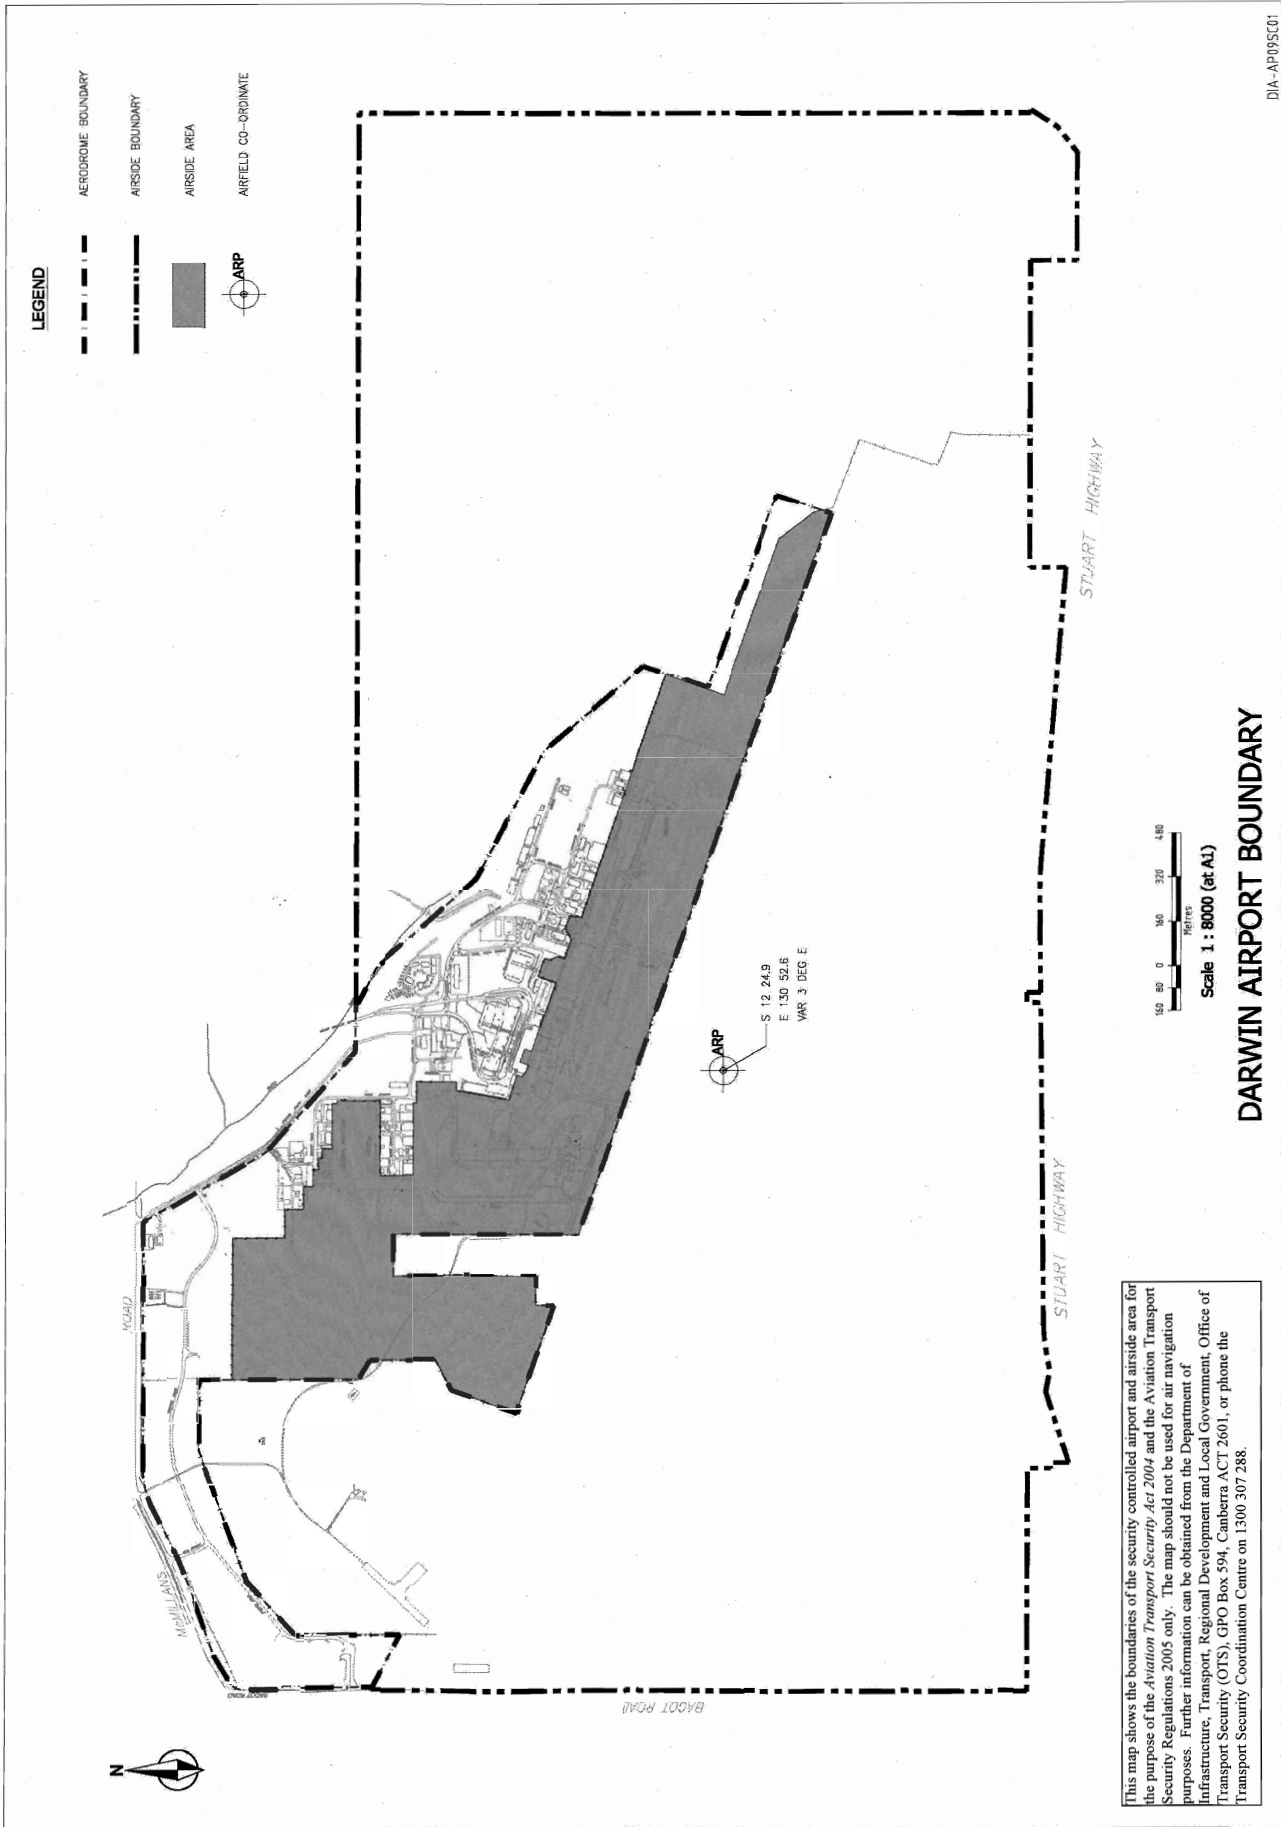 LEGEND
AERODROME BOUNDARY
AIRSIDE BOUNDARY
AIRSIDE AREA
ARP
AIRFIELD CO-ORDINATE
N
McMILLANS
ROAD
BAGOT ROAD
BAGOT ROAD
ARP
S 12 24.9
E 130 52.6
VAR 3 DEG E
STUART HIGHWAY
STUART HIGHWAY
This map shows the boundaries of the security controlled airport and airside area for
the purpose of the Aviation Transport Security Act 2004 and the Aviation Transport
Security Regulations 2005 only. The map should not be used for air navigation
purposes. Further information can be obtained from the Department of
Infrastructure, Transport, Regional Development and Local Government, Office of
Transport Security (OTS), GPO Box 594, Canberra ACT 2601, or phone the
Transport Security Coordination Centre on 1300 307 288.
160 80 0 160 320 480
Metres
Scale 1 : 8000 (at A1)
DARWIN AIRPORT BOUNDARY
DIA-AP09SC01